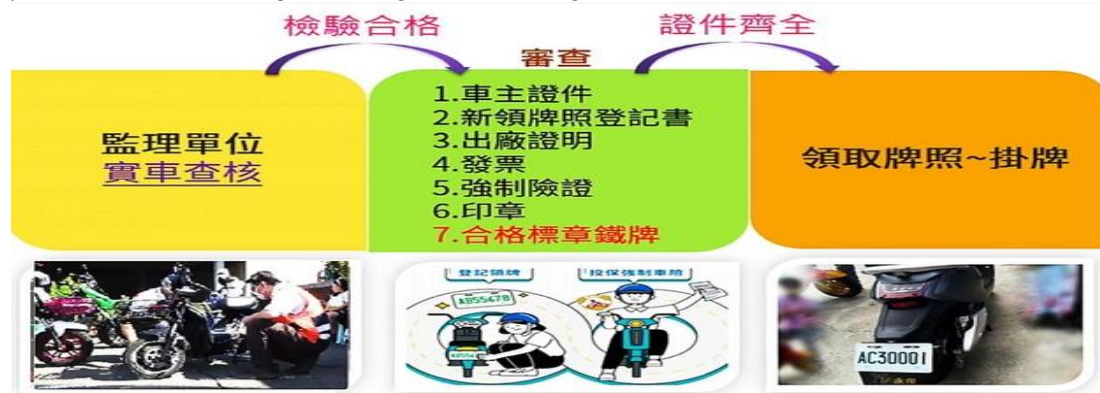 檢驗合格
證件齊全
審查
監理單位
實車查核
1.車主證件
2.新領牌照登記書
3.出廠證明
4.發票
5.強制險證
6.印章
7.合格標章鐵牌
領取牌照~掛牌
登記領牌
投保強制車險
AB55678
AC30001